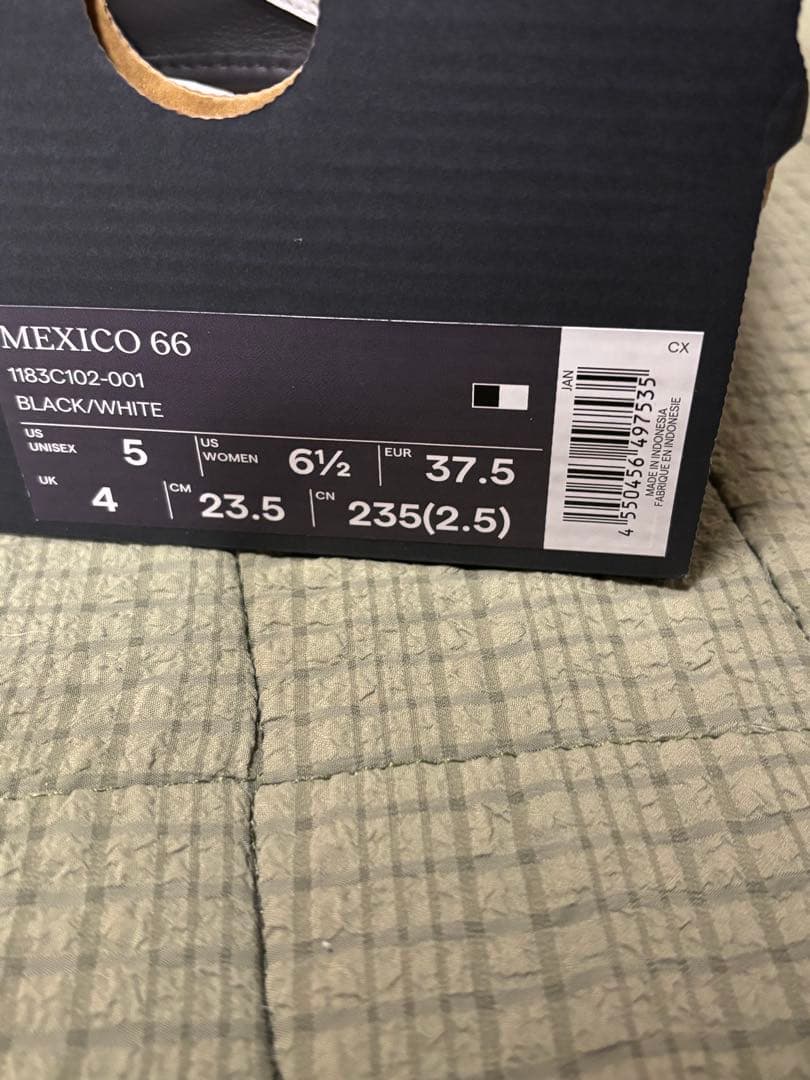 MEXICO 66
1183C102-001
BLACK/WHITE
US UNISEX 5 US WOMEN 6½ EUR 37.5
UK 4 CM 23.5 CN 235(2.5)
CX
JAN
4 550456 497535
MADE IN INDONESIA
FABRIQUE EN INDONESIE